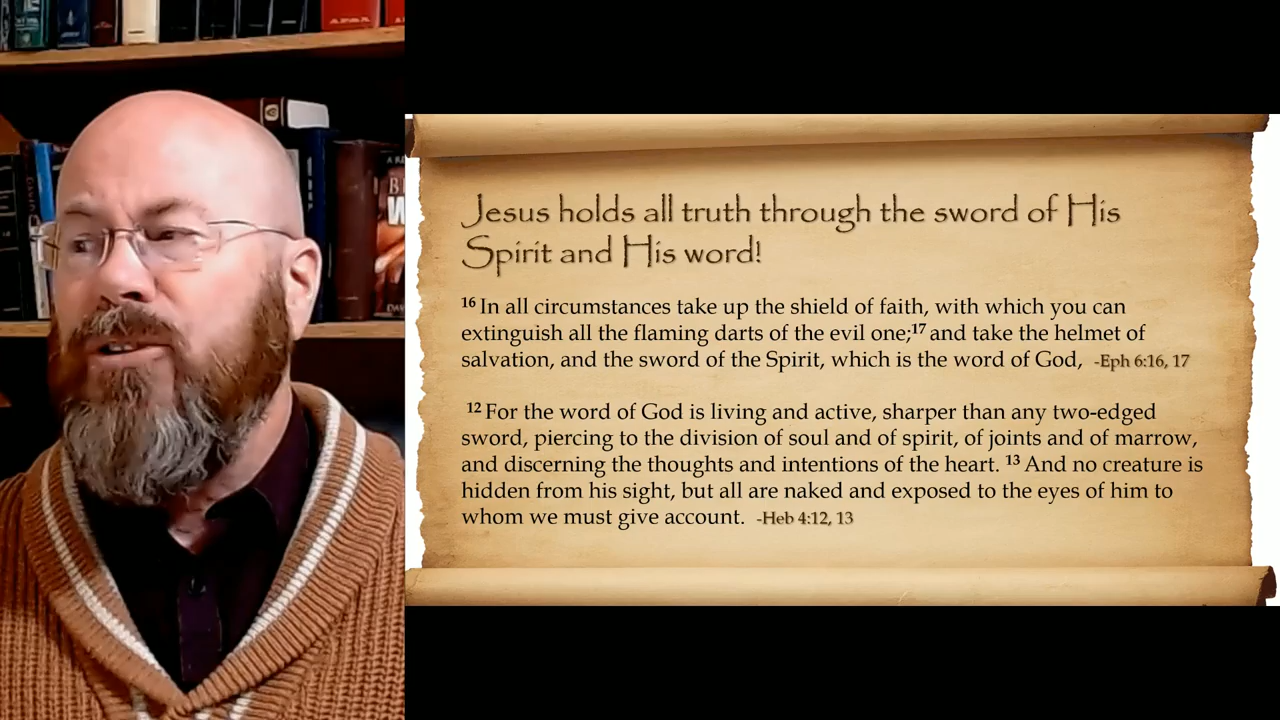 Jesus holds all truth through the sword of His
Spirit and His word!
16 In all circumstances take up the shield of faith, with which you can
extinguish all the flaming darts of the evil one;17 and take the helmet of
salvation, and the sword of the Spirit, which is the word of God, -Eph 6:16, 17
12 For the word of God is living and active, sharper than any two-edged
sword, piercing to the division of soul and of spirit, of joints and of marrow,
and discerning the thoughts and intentions of the heart. 13 And no creature is
hidden from his sight, but all are naked and exposed to the eyes of him to
whom we must give account. -Heb 4:12, 13